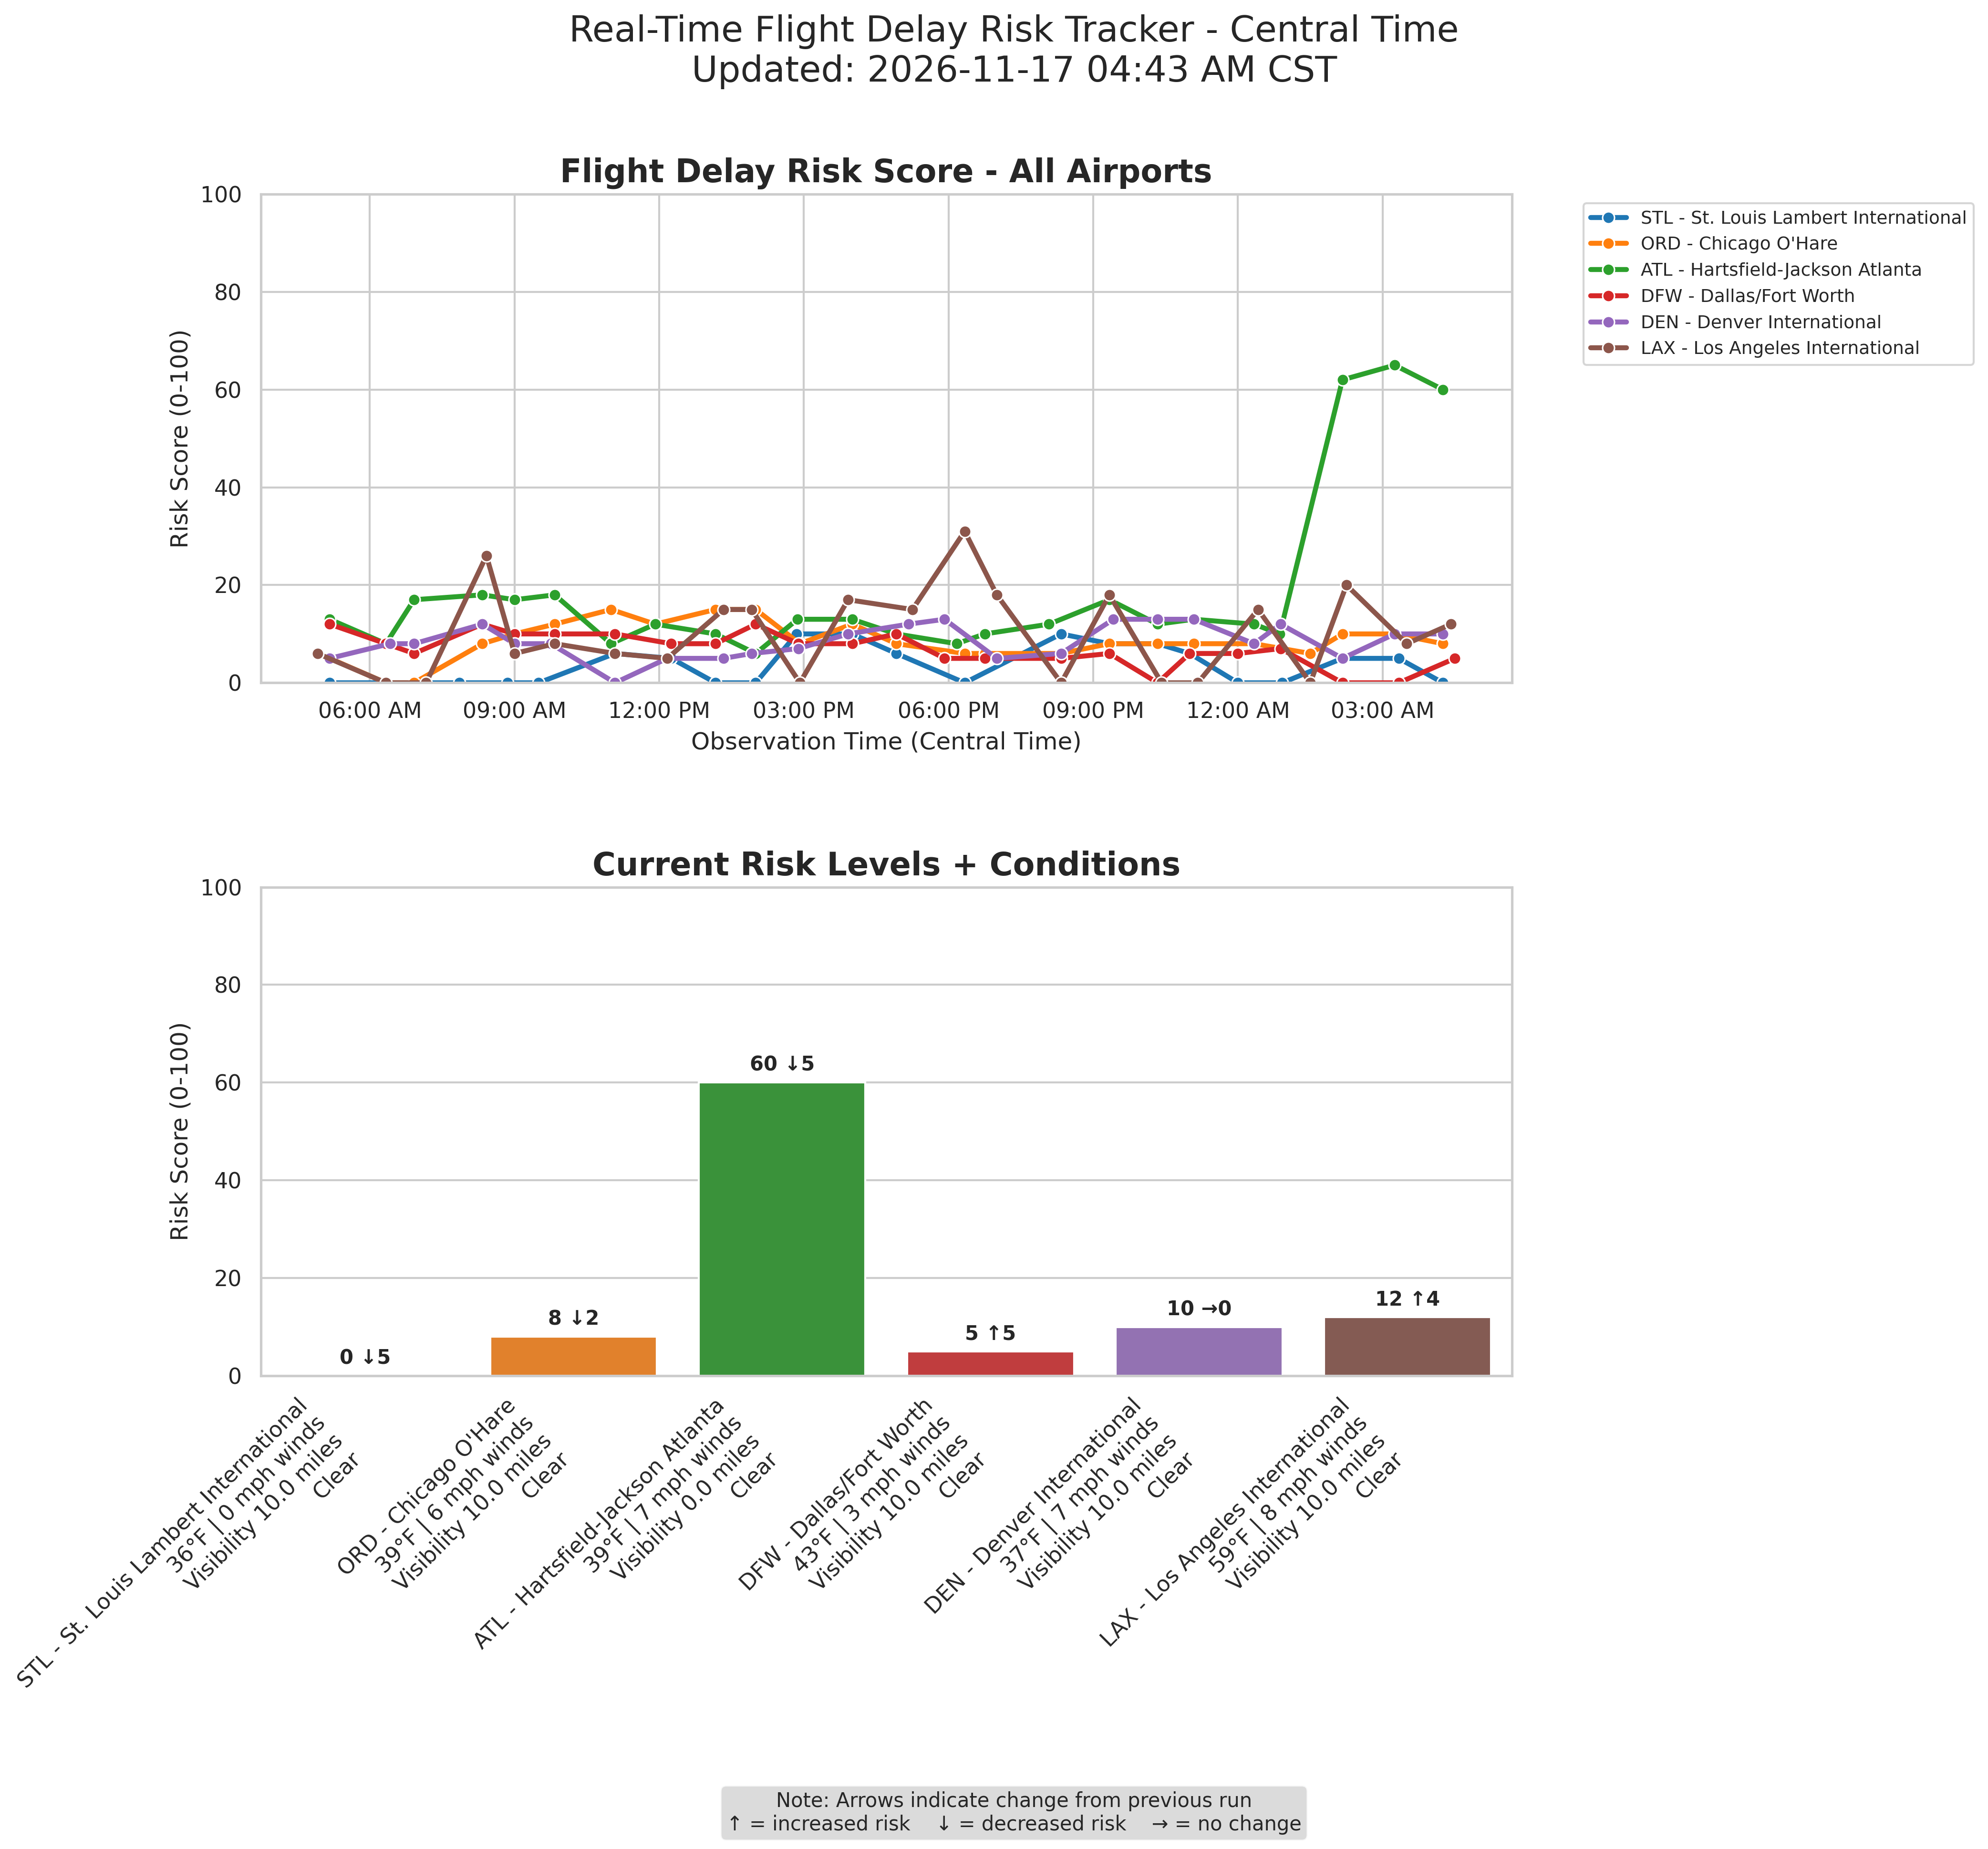 Real-Time Flight Delay Risk Tracker - Central Time
Updated: 2026-11-17 04:43 AM CST
Flight Delay Risk Score - All Airports
Risk Score (0-100)
100
80
60
40
20
0
06:00 AM
09:00 AM
12:00 PM
03:00 PM
06:00 PM
09:00 PM
12:00 AM
03:00 AM
Observation Time (Central Time)
STL - St. Louis Lambert International
ORD - Chicago O'Hare
ATL - Hartsfield-Jackson Atlanta
DFW - Dallas/Fort Worth
DEN - Denver International
LAX - Los Angeles International
Current Risk Levels + Conditions
Risk Score (0-100)
100
80
60
40
20
0
0 ↓5
8 ↓2
60 ↓5
5 ↑5
10 →0
12 ↑4
STL - St. Louis Lambert International
36°F | 0 mph winds
Visibility 10.0 miles
Clear
ORD - Chicago O'Hare
39°F | 6 mph winds
Visibility 10.0 miles
Clear
ATL - Hartsfield-Jackson Atlanta
39°F | 7 mph winds
Visibility 0.0 miles
Clear
DFW - Dallas/Fort Worth
43°F | 3 mph winds
Visibility 10.0 miles
Clear
DEN - Denver International
37°F | 7 mph winds
Visibility 10.0 miles
Clear
LAX - Los Angeles International
59°F | 8 mph winds
Visibility 10.0 miles
Clear
Note: Arrows indicate change from previous run
↑ = increased risk ↓ = decreased risk → = no change